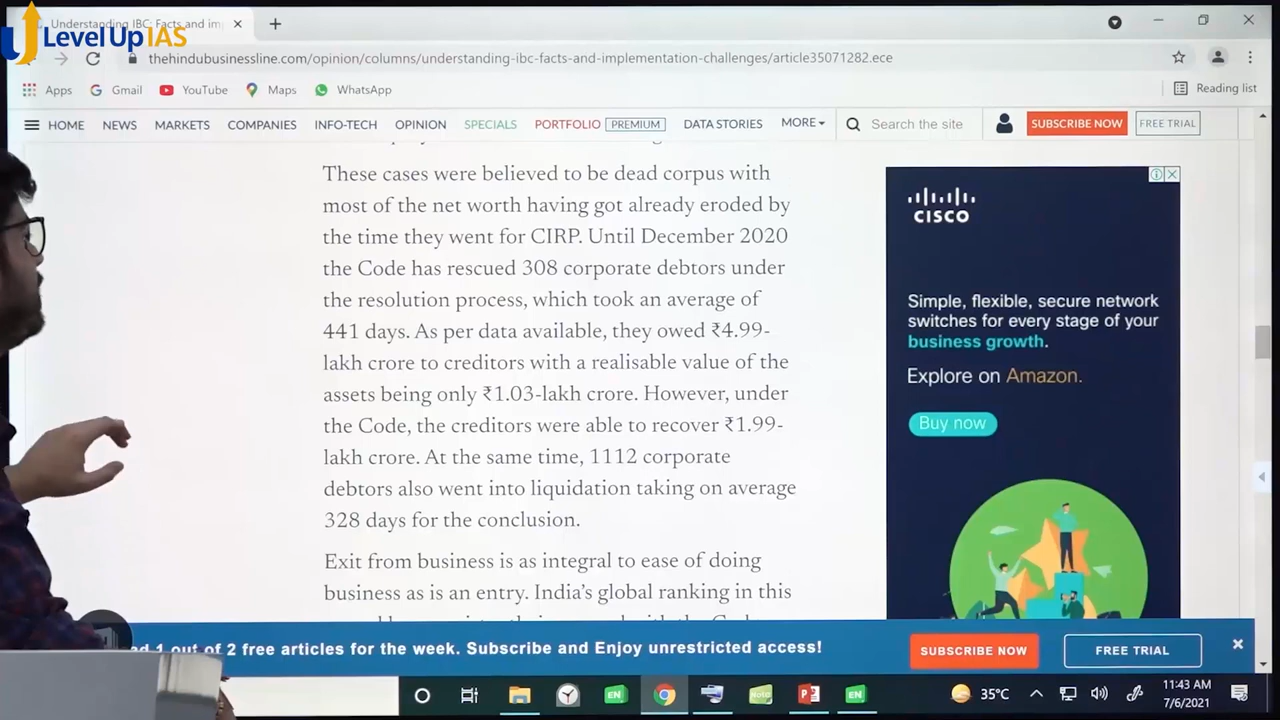 Understanding IBC: Facts and im
LevelUp IAS
thehindubusinessline.com/opinion/columns/understanding-ibc-facts-and-implementation-challenges/article35071282.ece
Apps Gmail YouTube Maps WhatsApp Reading list
HOME NEWS MARKETS COMPANIES INFO-TECH OPINION SPECIALS PORTFOLIO PREMIUM DATA STORIES MORE Search the site SUBSCRIBE NOW FREE TRIAL
These cases were believed to be dead corpus with
most of the net worth having got already eroded by
the time they went for CIRP. Until December 2020
the Code has rescued 308 corporate debtors under
the resolution process, which took an average of
441 days. As per data available, they owed ₹4.99-
lakh crore to creditors with a realisable value of the
assets being only ₹1.03-lakh crore. However, under
the Code, the creditors were able to recover ₹1.99-
lakh crore. At the same time, 1112 corporate
debtors also went into liquidation taking on average
328 days for the conclusion.
Exit from business is as integral to ease of doing
business as is an entry. India's global ranking in this
CISCO
Simple, flexible, secure network
switches for every stage of your
business growth.
Explore on Amazon.
Buy now
1 out of 2 free articles for the week. Subscribe and Enjoy unrestricted access!
SUBSCRIBE NOW FREE TRIAL
EN EN 35°C 11:43 AM
7/6/2021